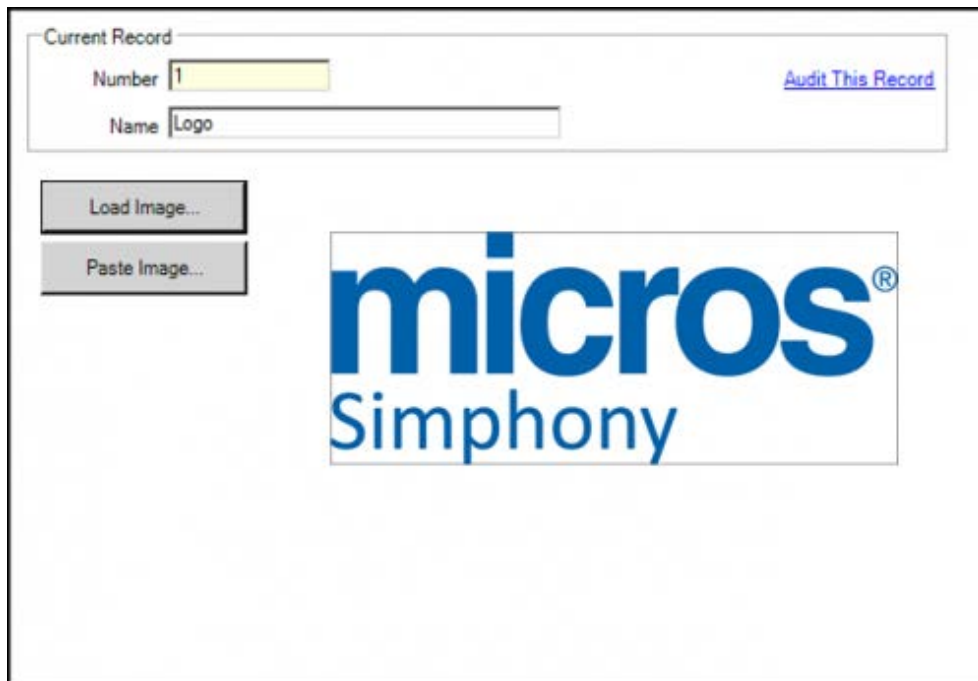 Current Record
Number 1
Audit This Record
Name Logo
Load Image...
Paste Image...
micros®
Simphony